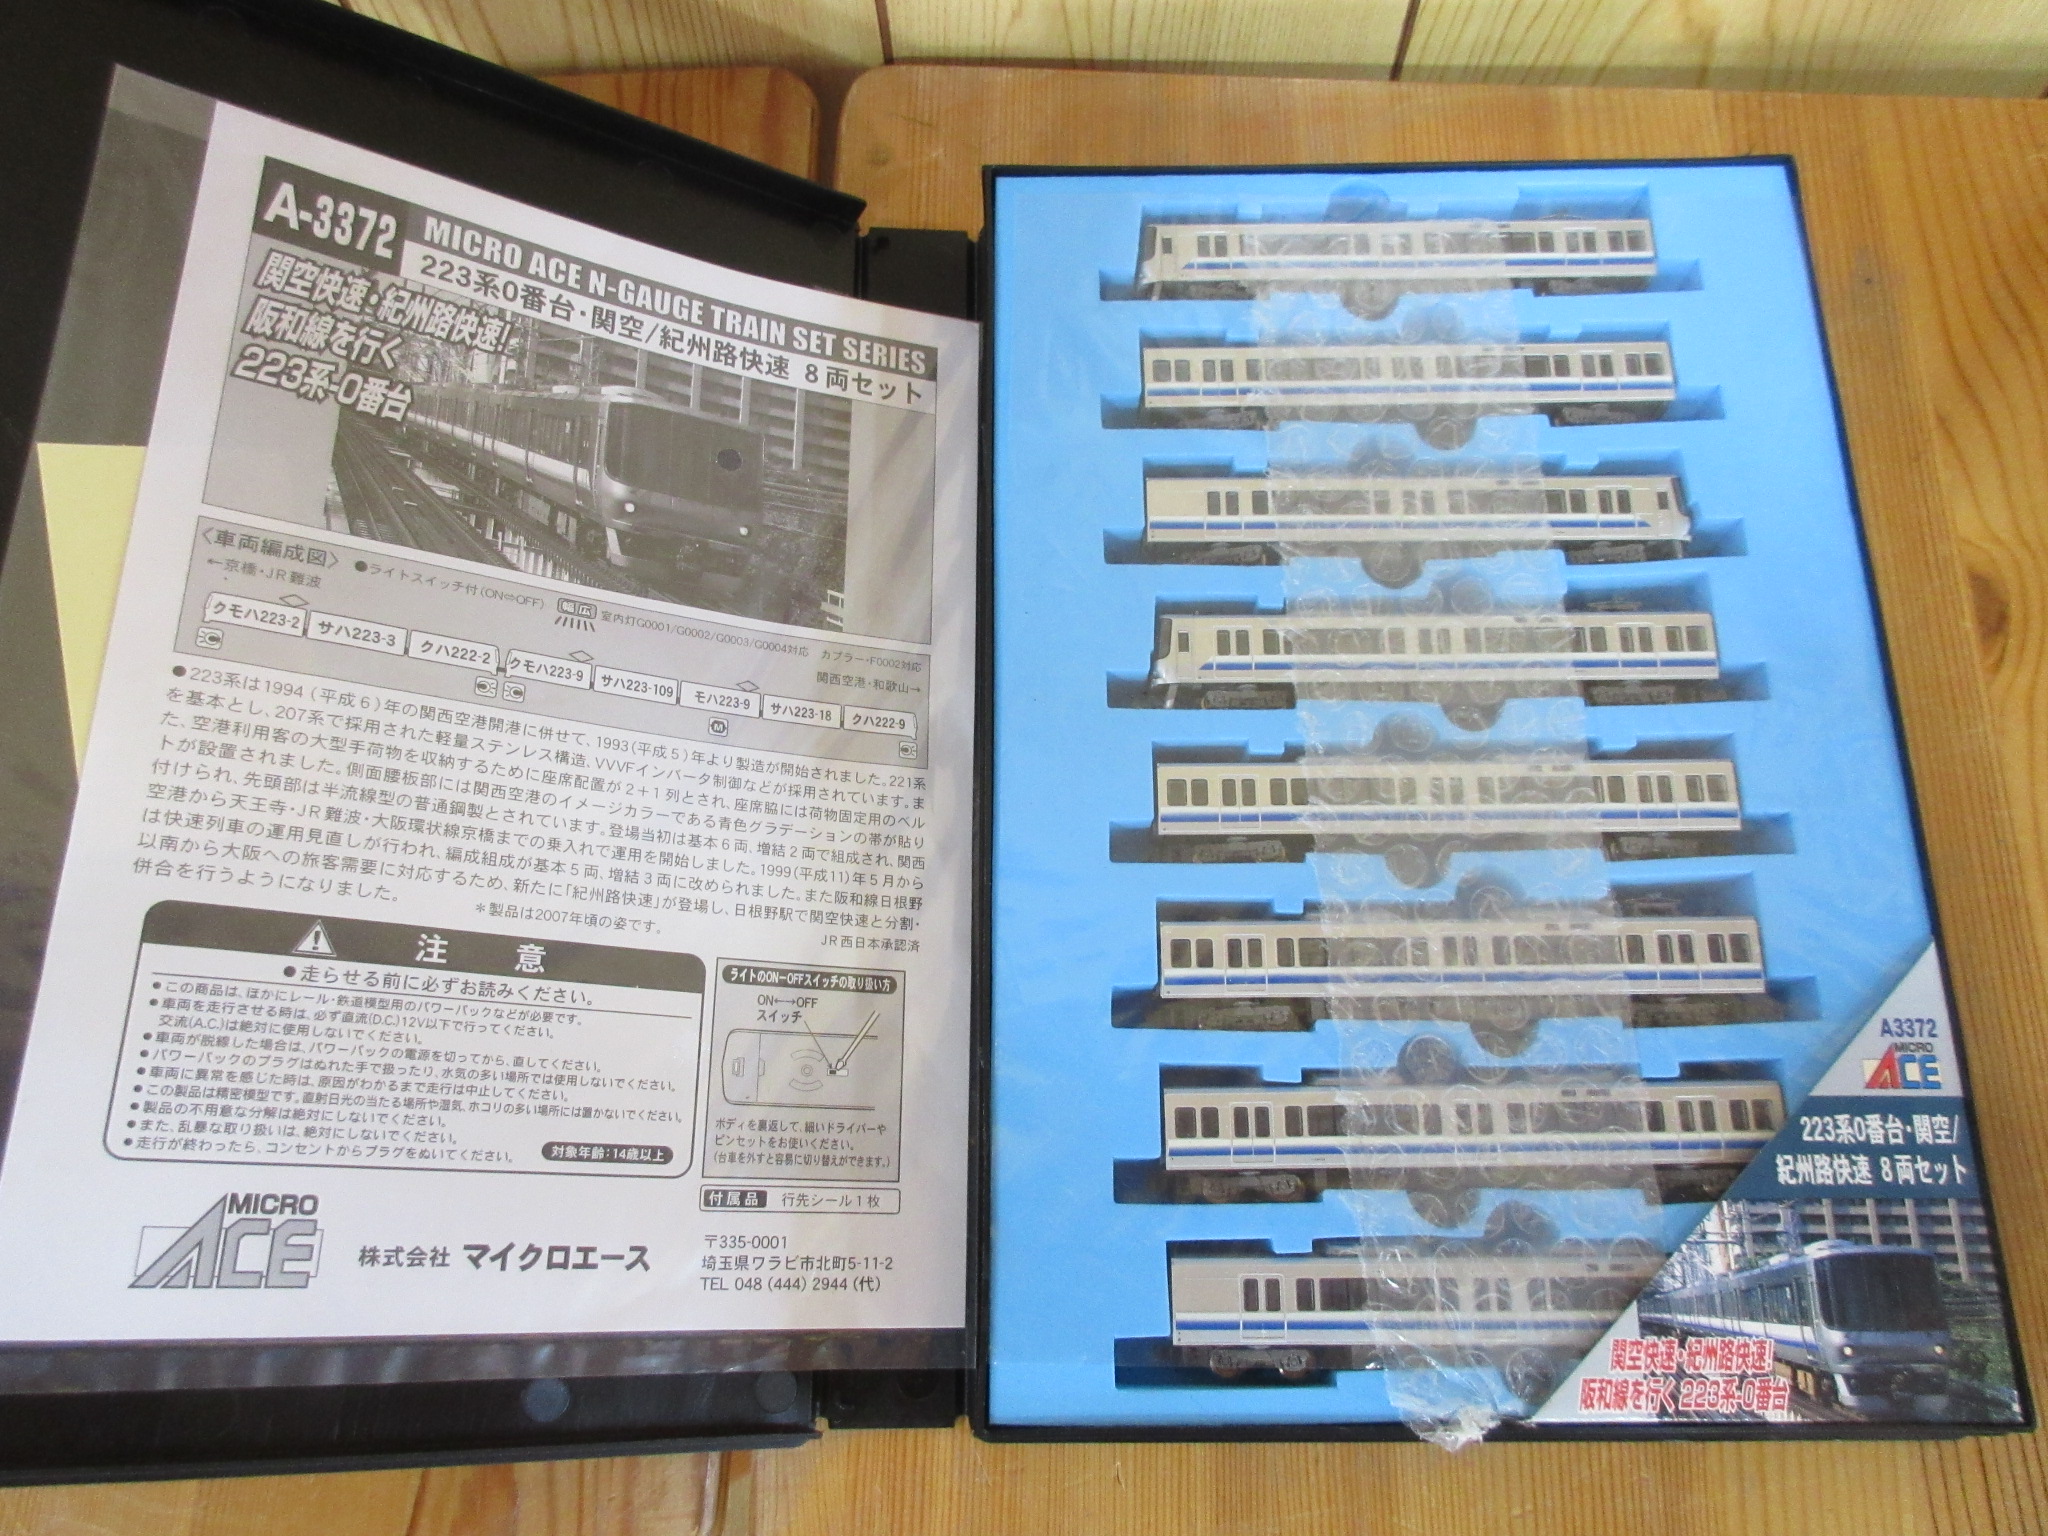 A-3372
MICRO ACE N-GAUGE TRAIN SET SERIES
223系0番台・関空/紀州路快速 8両セット
関空快速・紀州路快速!
阪和線を行く
223系-0番台
〈車両編成図〉
●ライトスイッチ付(ON⇔OFF)
幅広
室内灯G0001/G0002/G0003/G0004対応 カプラー・F0002対応
←京橋・JR難波
関西空港・和歌山→
クモハ223-2 サハ223-3 クハ222-2 クモハ223-9 サハ223-109 モハ223-9 サハ223-18 クハ222-9
M
●223系は1994(平成6)年の関西空港開港に併せて、1993(平成5)年より製造が開始されました。221系
を基本とし、207系で採用された軽量ステンレス構造、VVVFインバータ制御などが採用されています。ま
た、空港利用客の大型手荷物を収納するために座席配置が2+1列とされ、座席脇には荷物固定用のベル
トが設置されました。側面腰板部には関西空港のイメージカラーである青色グラデーションの帯が貼り
付けられ、先頭部は半流線型の普通鋼製とされています。登場当初は基本6両、増結2両で組成され、関西
空港から天王寺・JR難波・大阪環状線京橋までの乗入れで運用を開始しました。1999(平成11)年5月から
は快速列車の運用見直しが行われ、編成組成が基本5両、増結3両に改められました。また阪和線日根野
以南から大阪への旅客需要に対応するため、新たに「紀州路快速」が登場し、日根野駅で関空快速と分割・
併合を行うようになりました。
＊製品は2007年頃の姿です。
JR西日本承認済
注 意
●走らせる前に必ずお読みください。
●この商品は、ほかにレール・鉄道模型用のパワーパックなどが必要です。
●車両を走行させる時は、必ず直流(D.C.)12V以下で行ってください。
交流(A.C.)は絶対に使用しないでください。
●車両が脱線した場合は、パワーパックの電源を切ってから、直してください。
●パワーパックのプラグはぬれた手で扱ったり、水気の多い場所では使用しないでください。
●車両に異常を感じた時は、原因がわかるまで走行は中止してください。
●この製品は精密模型です。直射日光の当たる場所や湿気、ホコリの多い場所には置かないでください。
●製品の不用意な分解は絶対にしないでください。
●また、乱暴な取り扱いは、絶対にしないでください。
●走行が終わったら、コンセントからプラグをぬいてください。
対象年齢：14歳以上
ライトのON-OFFスイッチの取り扱い方
ON←→OFF
スイッチ
ボディを裏返して、細いドライバーや
ピンセットをお使いください。
(台車を外すと容易に切り替えができます。)
付属品 行先シール1枚
MICRO
ACE
株式会社 マイクロエース
〒335-0001
埼玉県ワラビ市北町5-11-2
TEL 048 (444) 2944 (代)
A3372
MICRO
ACE
223系0番台・関空/
紀州路快速 8両セット
関空快速・紀州路快速!
阪和線を行く 223系-0番台